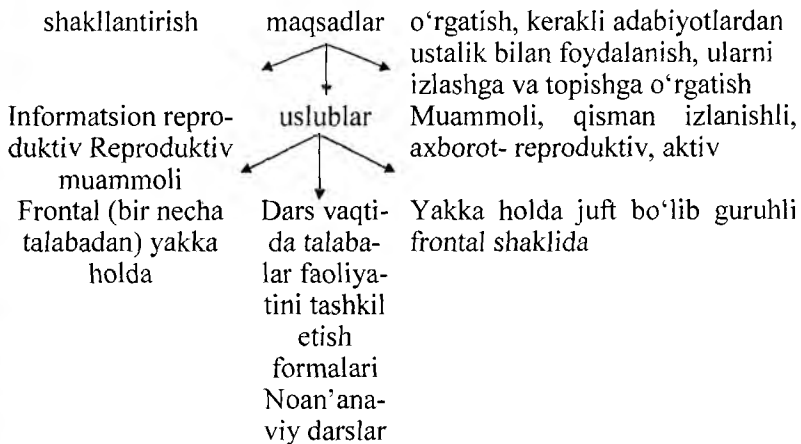 shakllantirish maqsadlar o‘rgatish, kerakli adabiyotlardan
ustalik bilan foydalanish, ularni
izlashga va topishga o‘rgatish
Informatsion repro- uslublar Muammoli, qisman izlanishli,
duktiv Reproduktiv axborot- reproduktiv, aktiv
muammoli
Frontal (bir necha Dars vaqti- Yakka holda juft bo‘lib guruhli
talabadan) yakka da talaba- frontal shaklida
holda lar faoliya-
tini tashkil
etish
formalari
Noan’ana-
viy darslar